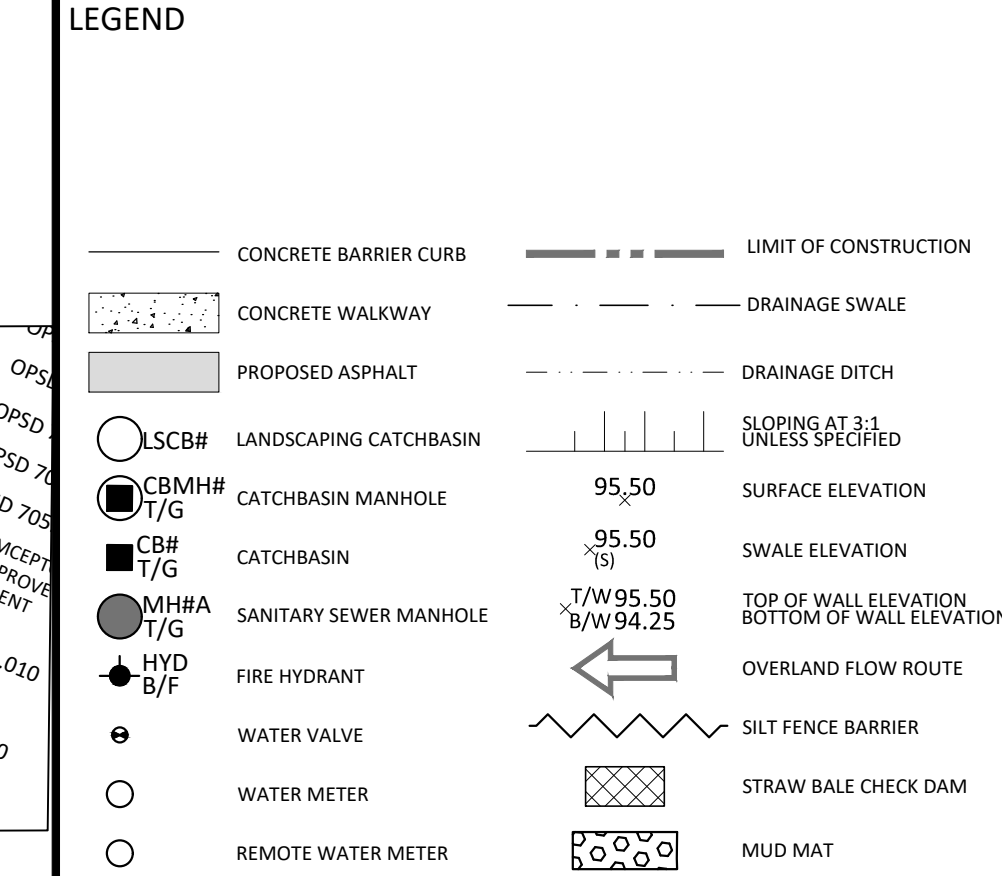 LEGEND
CONCRETE BARRIER CURB
CONCRETE WALKWAY
PROPOSED ASPHALT
LSCB# LANDSCAPING CATCHBASIN
CBMH#
T/G
CATCHBASIN MANHOLE
CB#
T/G
CATCHBASIN
MH#A
T/G
SANITARY SEWER MANHOLE
HYD
B/F
FIRE HYDRANT
WATER VALVE
WATER METER
REMOTE WATER METER
LIMIT OF CONSTRUCTION
DRAINAGE SWALE
DRAINAGE DITCH
SLOPING AT 3:1
UNLESS SPECIFIED
95.50
SURFACE ELEVATION
95.50
(S)
SWALE ELEVATION
T/W 95.50
B/W 94.25
TOP OF WALL ELEVATION
BOTTOM OF WALL ELEVATION
OVERLAND FLOW ROUTE
SILT FENCE BARRIER
STRAW BALE CHECK DAM
MUD MAT
OPSD
705
.010